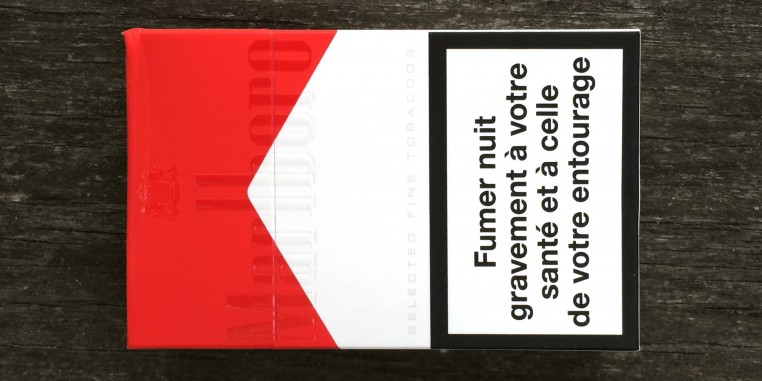 Marlboro
SELECTED FINE TOBACCOS
Fumer nuit
gravement à votre
santé et à celle
de votre entourage